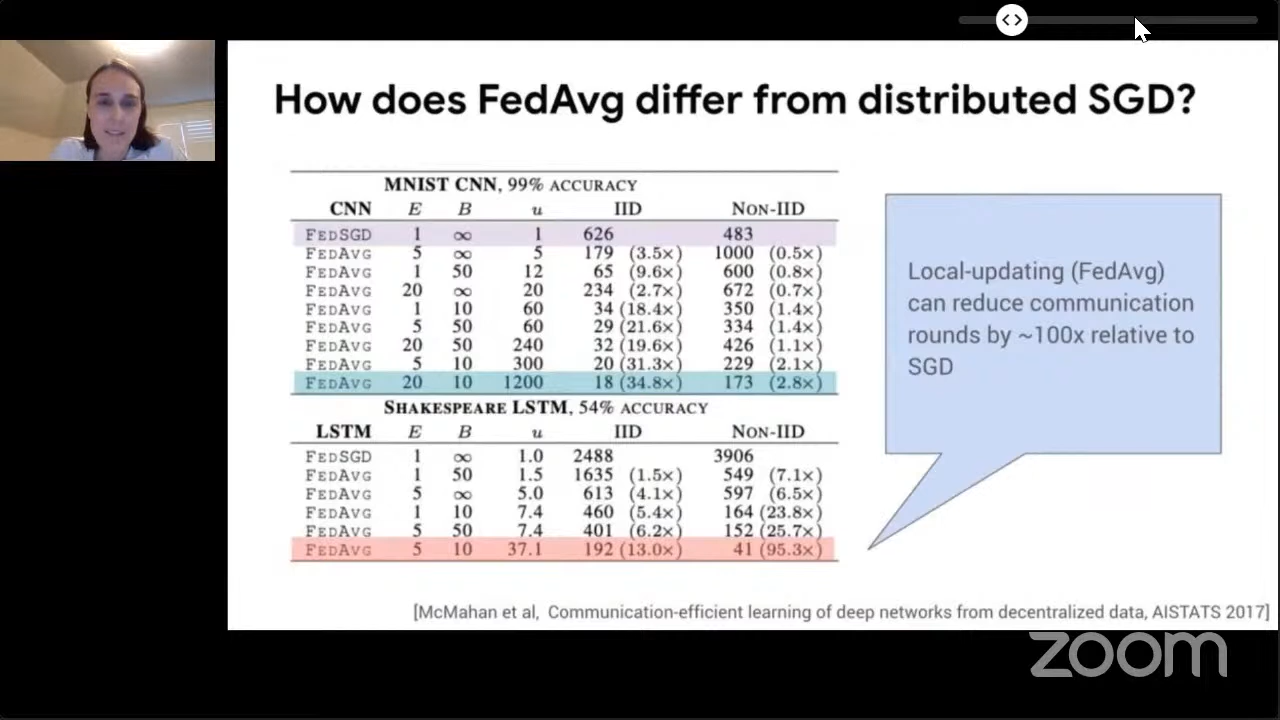 How does FedAvg differ from distributed SGD?
MNIST CNN, 99% ACCURACY
CNN E B u IID NON-IID
FEDSGD 1 ∞ 1 626 483
FEDAVG 5 ∞ 5 179 (3.5×) 1000 (0.5×)
FEDAVG 1 50 12 65 (9.6×) 600 (0.8×)
FEDAVG 20 ∞ 20 234 (2.7×) 672 (0.7×)
FEDAVG 1 10 60 34 (18.4×) 350 (1.4×)
FEDAVG 5 50 60 29 (21.6×) 334 (1.4×)
FEDAVG 20 50 240 32 (19.6×) 426 (1.1×)
FEDAVG 5 10 300 20 (31.3×) 229 (2.1×)
FEDAVG 20 10 1200 18 (34.8×) 173 (2.8×)
SHAKESPEARE LSTM, 54% ACCURACY
LSTM E B u IID NON-IID
FEDSGD 1 ∞ 1.0 2488 3906
FEDAVG 1 50 1.5 1635 (1.5×) 549 (7.1×)
FEDAVG 5 ∞ 5.0 613 (4.1×) 597 (6.5×)
FEDAVG 1 10 7.4 460 (5.4×) 164 (23.8×)
FEDAVG 5 50 7.4 401 (6.2×) 152 (25.7×)
FEDAVG 5 10 37.1 192 (13.0×) 41 (95.3×)
Local-updating (FedAvg)
can reduce communication
rounds by ~100x relative to
SGD
[McMahan et al, Communication-efficient learning of deep networks from decentralized data, AISTATS 2017]
zoom